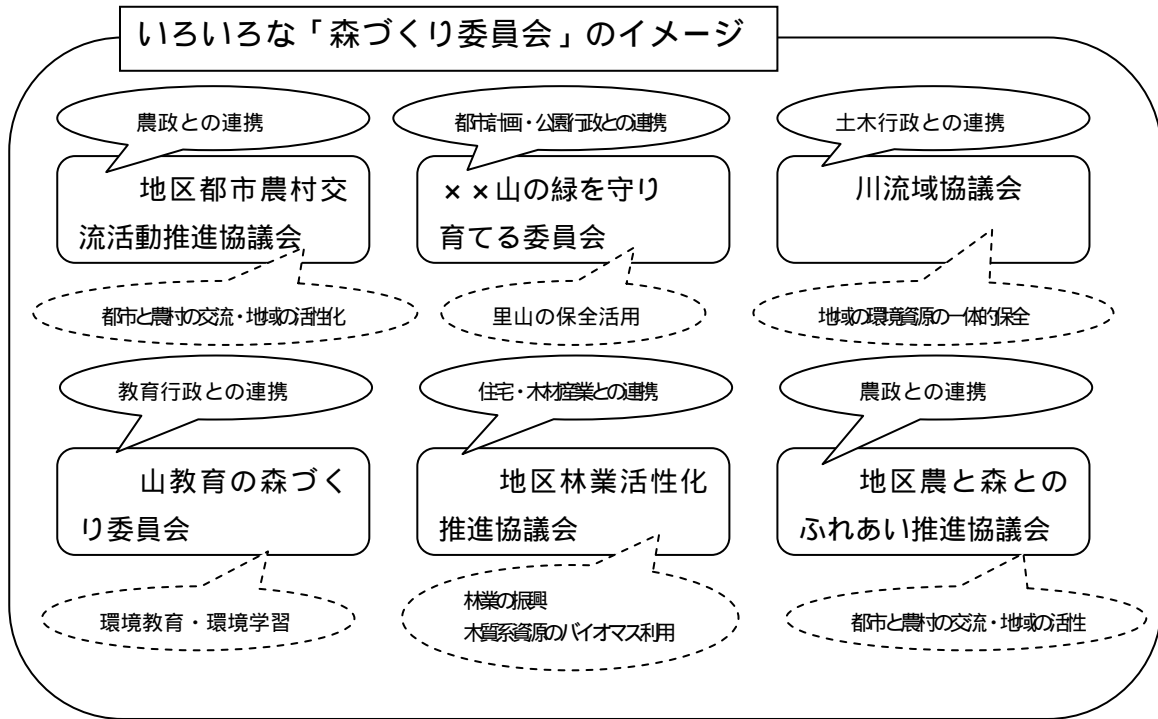 いろいろな「森づくり委員会」のイメージ
農政との連携
都市計画・公園行政との連携
土木行政との連携
地区都市農村交
流活動推進協議会
××山の緑を守り
育てる委員会
川流域協議会
都市と農村の交流・地域の活性化
里山の保全活用
地域の環境資源の一体的保全
教育行政との連携
住宅・木材産業との連携
農政との連携
山教育の森づく
り委員会
地区林業活性化
推進協議会
地区農と森との
ふれあい推進協議会
環境教育・環境学習
林業の振興
木質系資源のバイオマス利用
都市と農村の交流・地域の活性